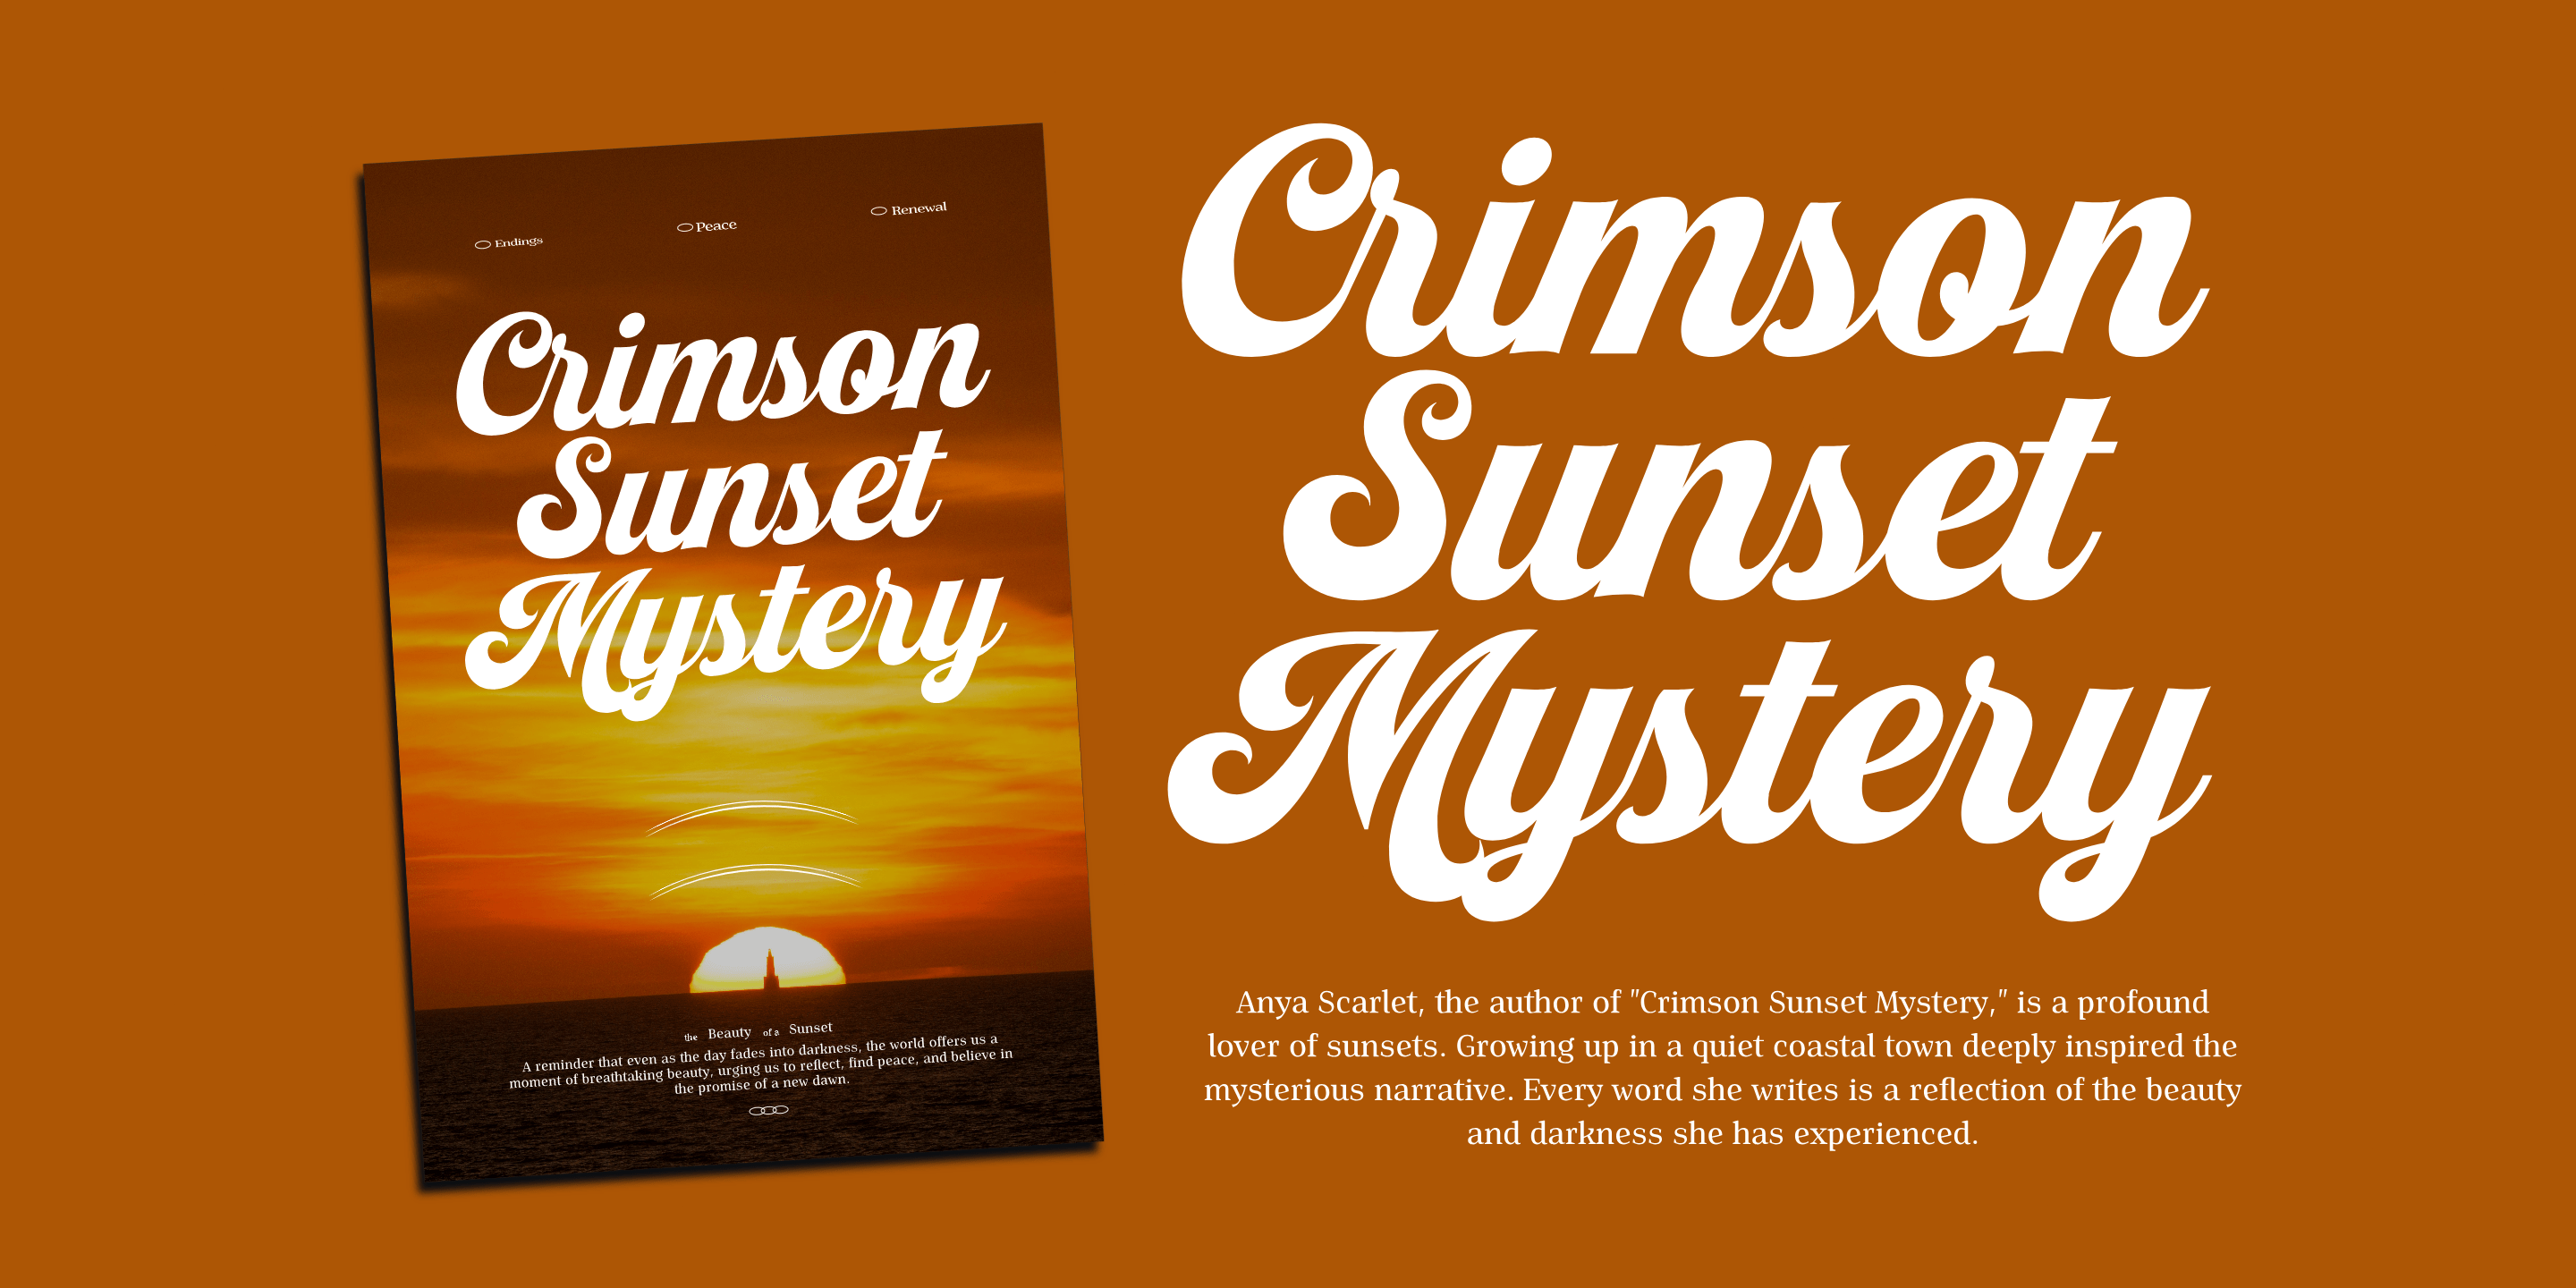 Endings
Peace
Renewal
Crimson
Sunset
Mystery
the Beauty of a Sunset
A reminder that even as the day fades into darkness, the world offers us a
moment of breathtaking beauty, urging us to reflect, find peace, and believe in
the promise of a new dawn.
Crimson
Sunset
Mystery
Anya Scarlet, the author of "Crimson Sunset Mystery," is a profound
lover of sunsets. Growing up in a quiet coastal town deeply inspired the
mysterious narrative. Every word she writes is a reflection of the beauty
and darkness she has experienced.